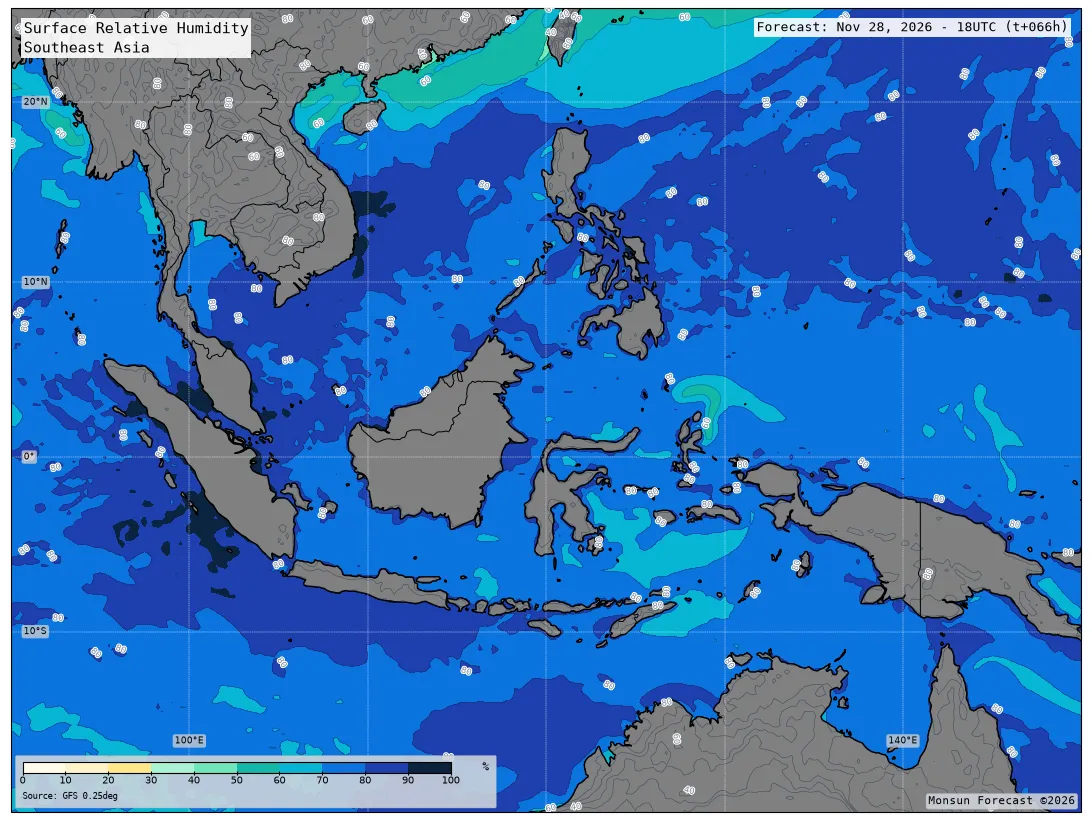 Surface Relative Humidity
Southeast Asia
Forecast: Nov 28, 2026 - 18UTC (t+066h)
20°N
10°N
0°
10°S
100°E
140°E
0 10 20 30 40 50 60 70 80 90 100
%
Source: GFS 0.25deg
Monsun Forecast ©2026